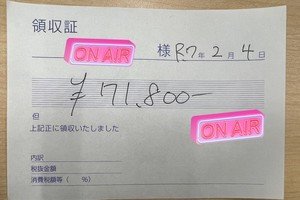 領収証
ON AIR
様 R.7年 2月 4日
¥71,800-
但
上記正に領収いたしました
ON AIR
内訳
税抜金額
消費税額等( %)